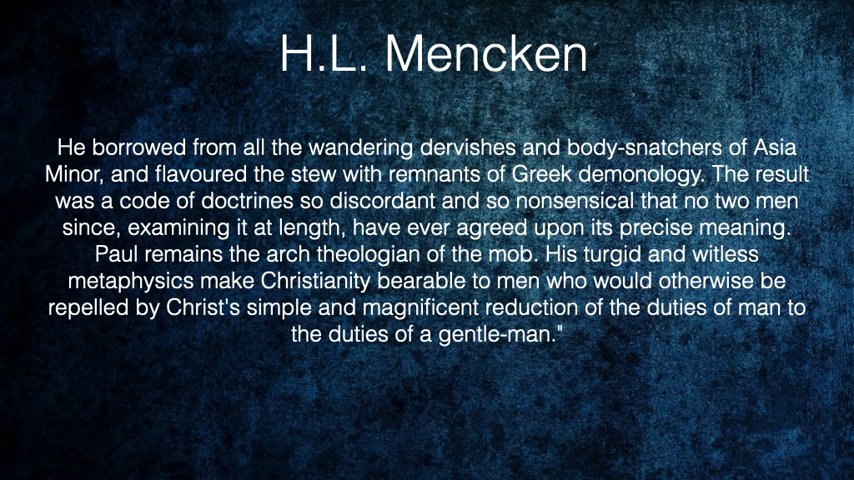 H.L. Mencken
He borrowed from all the wandering dervishes and body-snatchers of Asia
Minor, and flavoured the stew with remnants of Greek demonology. The result
was a code of doctrines so discordant and so nonsensical that no two men
since, examining it at length, have ever agreed upon its precise meaning.
Paul remains the arch theologian of the mob. His turgid and witless
metaphysics make Christianity bearable to men who would otherwise be
repelled by Christ's simple and magnificent reduction of the duties of man to
the duties of a gentle-man."